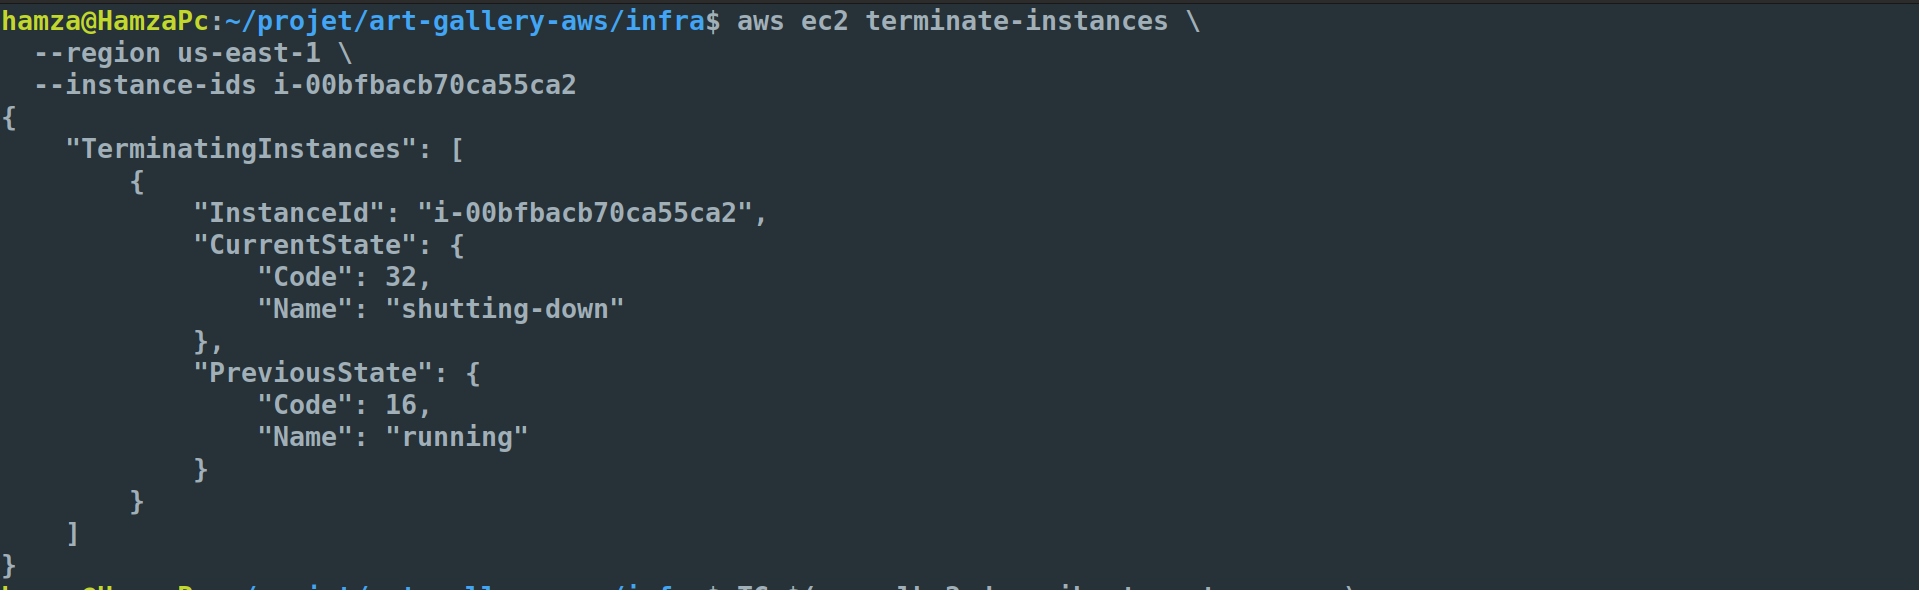 hamza@HamzaPc:~/projet/art-gallery-aws/infra$ aws ec2 terminate-instances \
  --region us-east-1 \
  --instance-ids i-00bfbacb70ca55ca2
{
    "TerminatingInstances": [
        {
            "InstanceId": "i-00bfbacb70ca55ca2",
            "CurrentState": {
                "Code": 32,
                "Name": "shutting-down"
            },
            "PreviousState": {
                "Code": 16,
                "Name": "running"
            }
        }
    ]
}